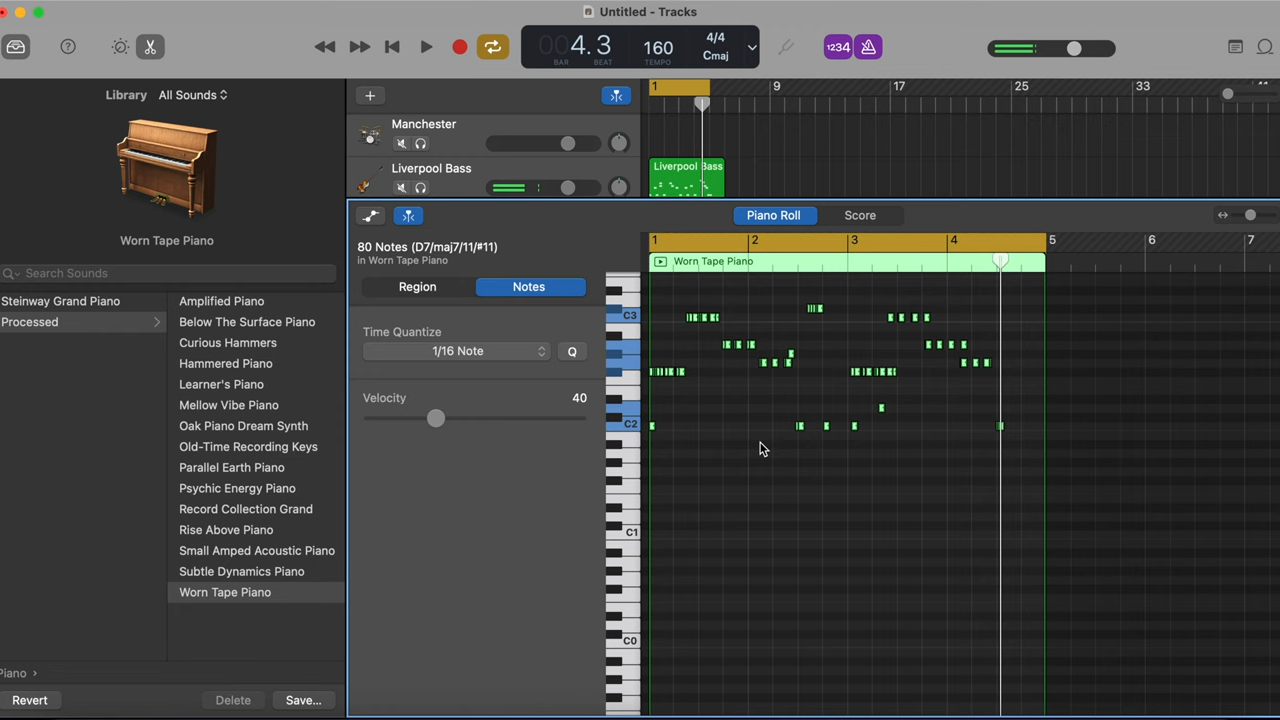 Untitled - Tracks
004.3
BAR
BEAT
160
TEMPO
4/4
Cmaj
1234
Library
All Sounds
Worn Tape Piano
Search Sounds
Steinway Grand Piano
Processed
Amplified Piano
Below The Surface Piano
Curious Hammers
Hammered Piano
Learner's Piano
Mellow Vibe Piano
Oak Piano Dream Synth
Old-Time Recording Keys
Parallel Earth Piano
Psychic Energy Piano
Record Collection Grand
Rise Above Piano
Small Amped Acoustic Piano
Subtle Dynamics Piano
Worn Tape Piano
Piano
Revert
Delete
Save...
1 9 17 25 33
Manchester
Liverpool Bass
Liverpool Bass
Piano Roll
Score
80 Notes (D7/maj7/11/#11)
in Worn Tape Piano
Region
Notes
Time Quantize
1/16 Note
Q
Velocity
40
1 2 3 4 5 6 7
Worn Tape Piano
C3
C2
C1
C0